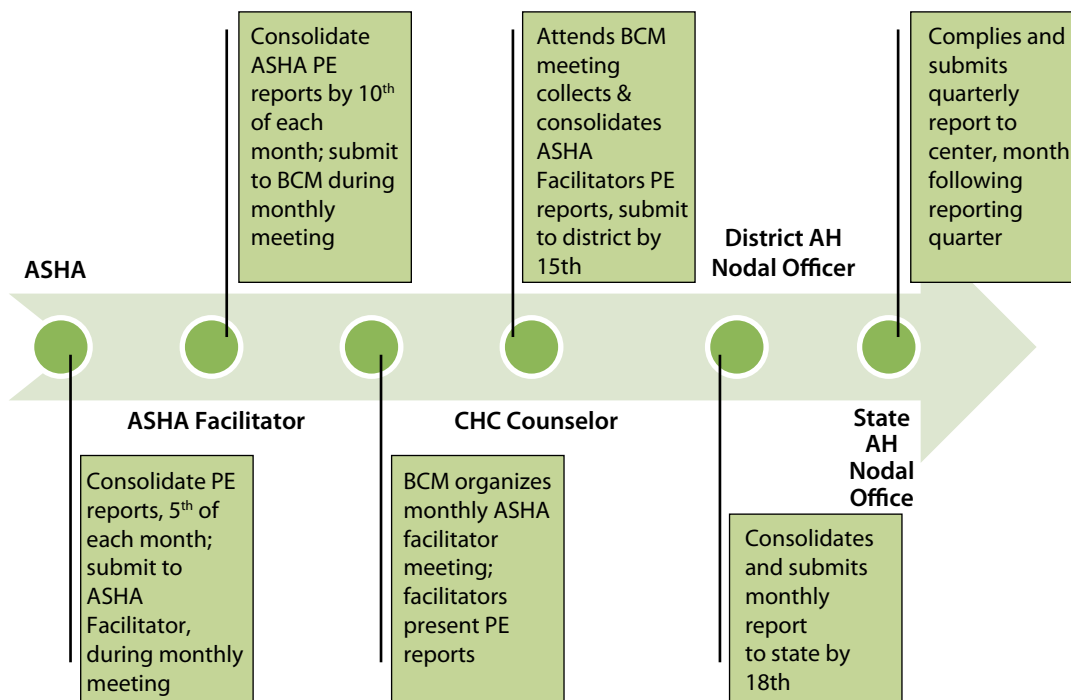 Consolidate
ASHA PE
reports by 10th
of each
month; submit
to BCM during
monthly
meeting
Attends BCM
meeting
collects &
consolidates
ASHA
Facilitators PE
reports, submit
to district by
15th
Complies and
submits
quarterly
report to
center, month
following
reporting
quarter
ASHA
District AH
Nodal Officer
ASHA Facilitator
CHC Counselor
State
AH
Nodal
Office
Consolidate PE
reports, 5th of
each month;
submit to
ASHA
Facilitator,
during monthly
meeting
BCM organizes
monthly ASHA
facilitator
meeting;
facilitators
present PE
reports
Consolidates
and submits
monthly
report
to state by
18th